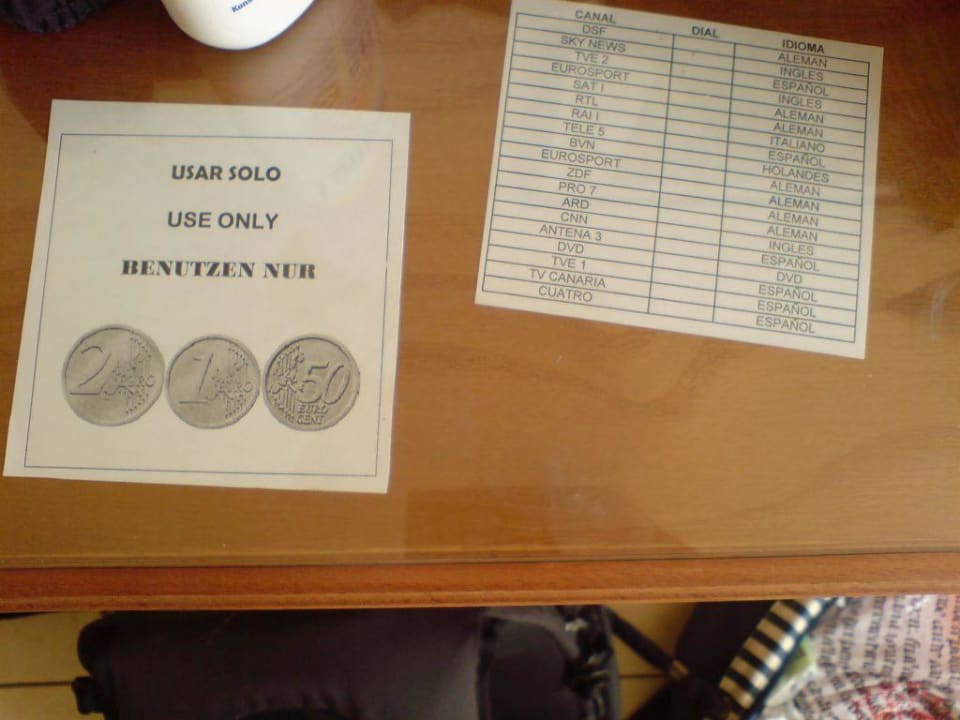 USAR SOLO
USE ONLY
BENUTZEN NUR
2 EURO 1 EURO 50 EURO CENT
CANAL DIAL IDIOMA
DSF ALEMAN
SKY NEWS INGLES
TVE 2 ESPAÑOL
EUROSPORT INGLES
SAT I ALEMAN
RTL ALEMAN
RAI I ITALIANO
TELE 5 ESPAÑOL
BVN HOLANDES
EUROSPORT ALEMAN
ZDF ALEMAN
PRO 7 ALEMAN
ARD ALEMAN
CNN INGLES
ANTENA 3 ESPAÑOL
DVD DVD
TVE 1 ESPAÑOL
TV CANARIA ESPAÑOL
CUATRO ESPAÑOL